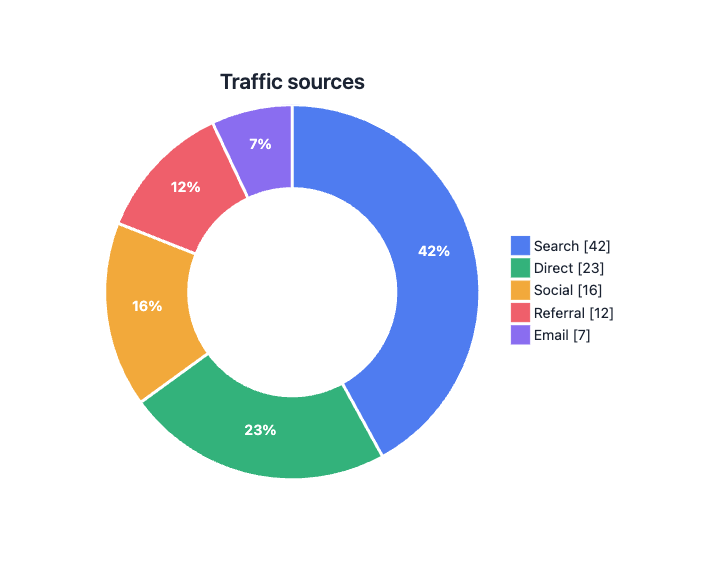 Traffic sources
7%
12%
42%
16%
23%
Search [42]
Direct [23]
Social [16]
Referral [12]
Email [7]